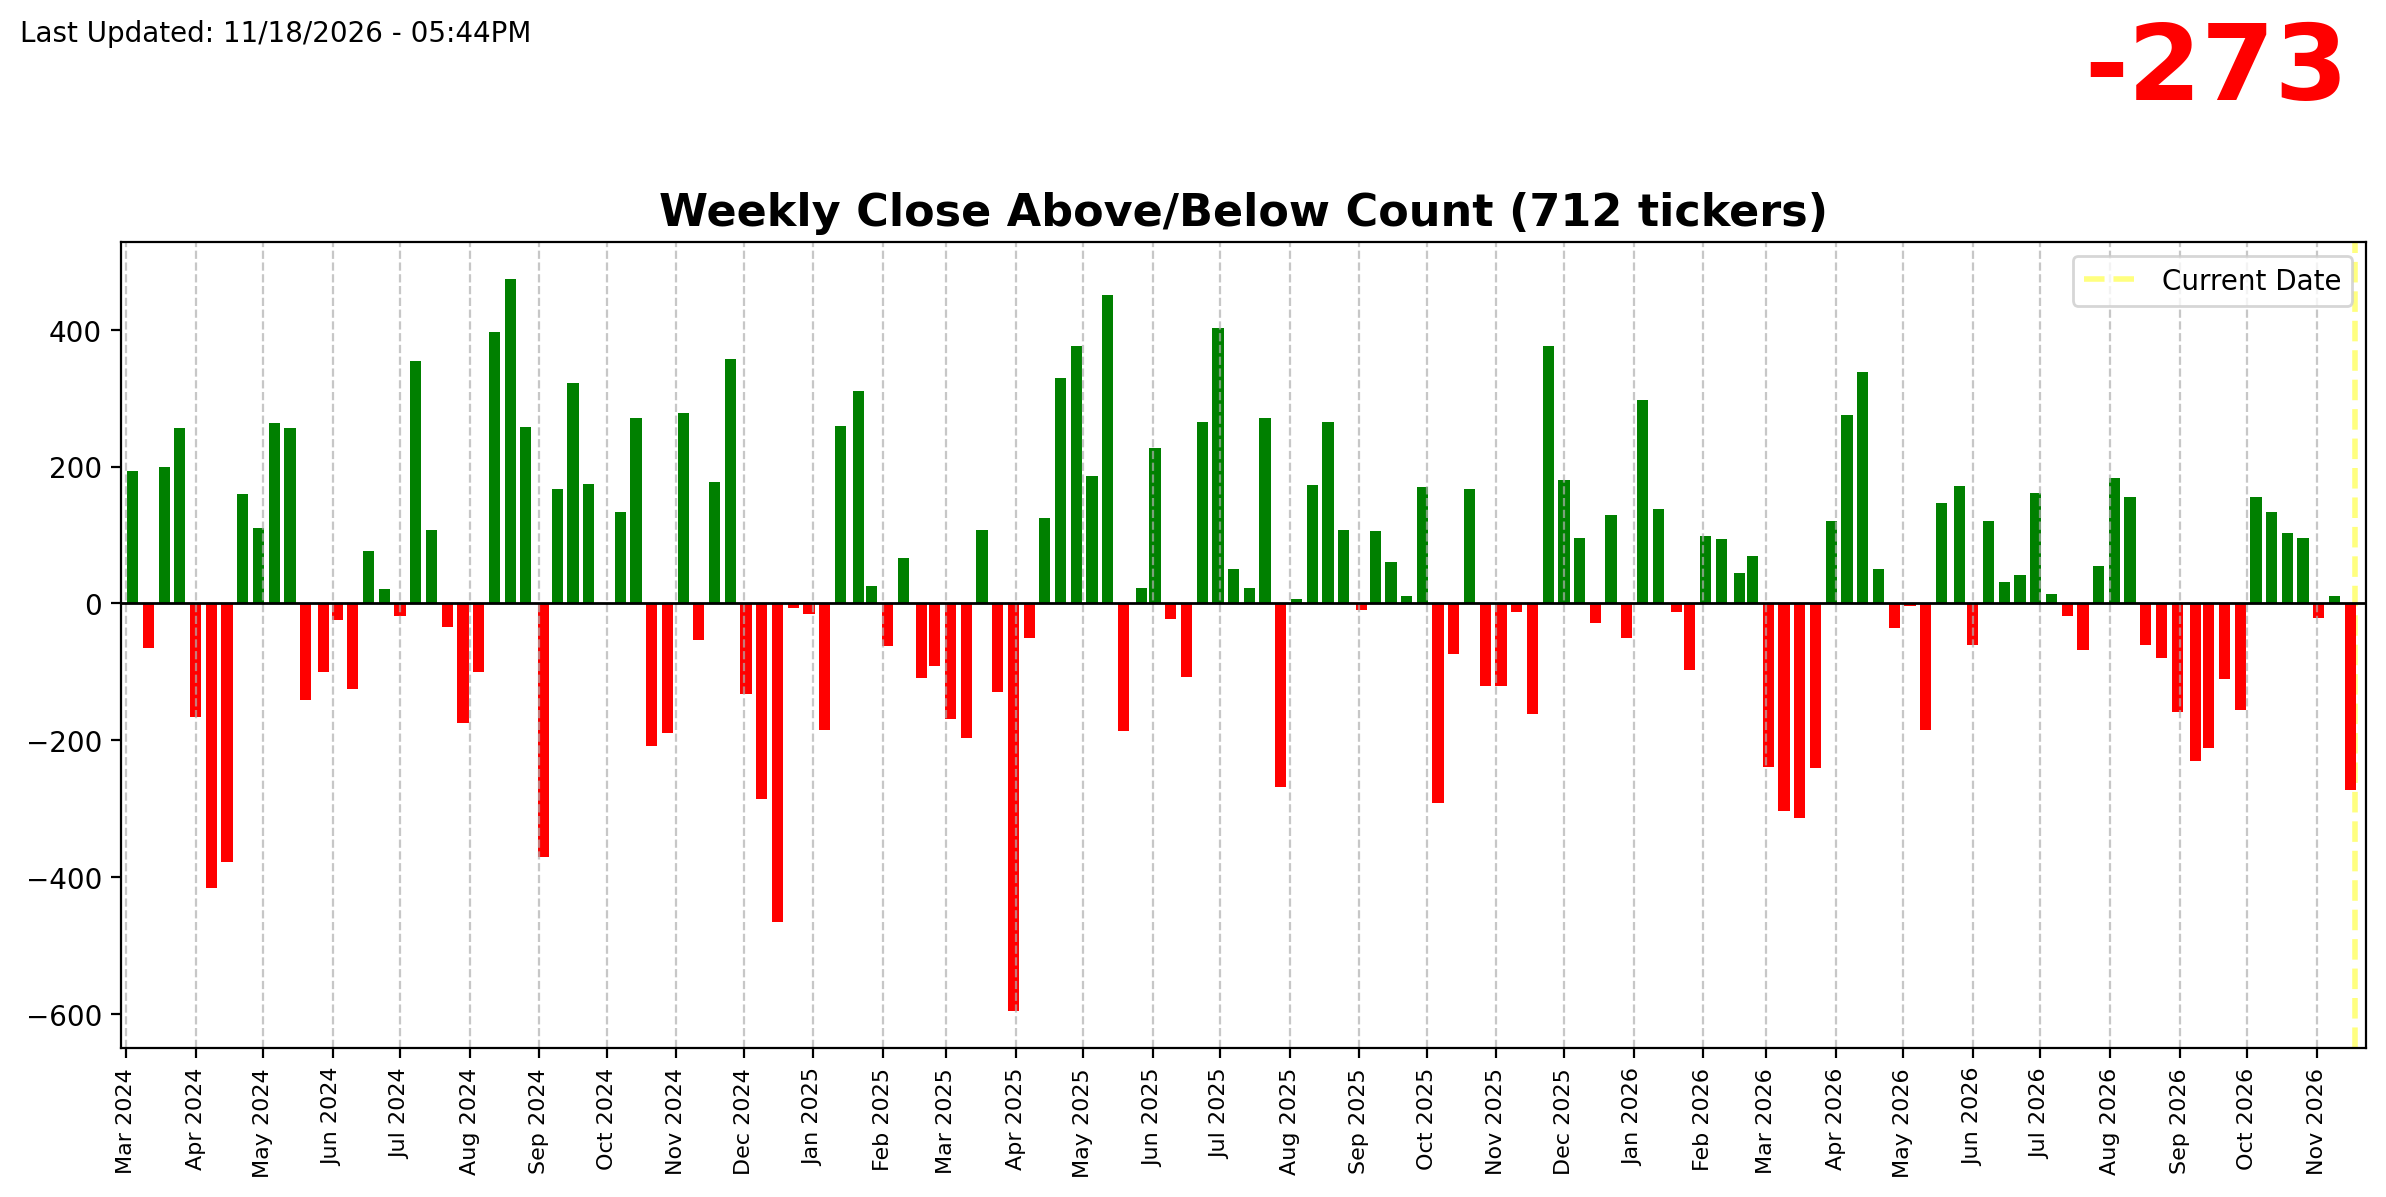 Last Updated: 11/18/2026 - 05:44PM
-273
Weekly Close Above/Below Count (712 tickers)
Current Date
400
200
0
−200
−400
−600
Mar 2024
Apr 2024
May 2024
Jun 2024
Jul 2024
Aug 2024
Sep 2024
Oct 2024
Nov 2024
Dec 2024
Jan 2025
Feb 2025
Mar 2025
Apr 2025
May 2025
Jun 2025
Jul 2025
Aug 2025
Sep 2025
Oct 2025
Nov 2025
Dec 2025
Jan 2026
Feb 2026
Mar 2026
Apr 2026
May 2026
Jun 2026
Jul 2026
Aug 2026
Sep 2026
Oct 2026
Nov 2026